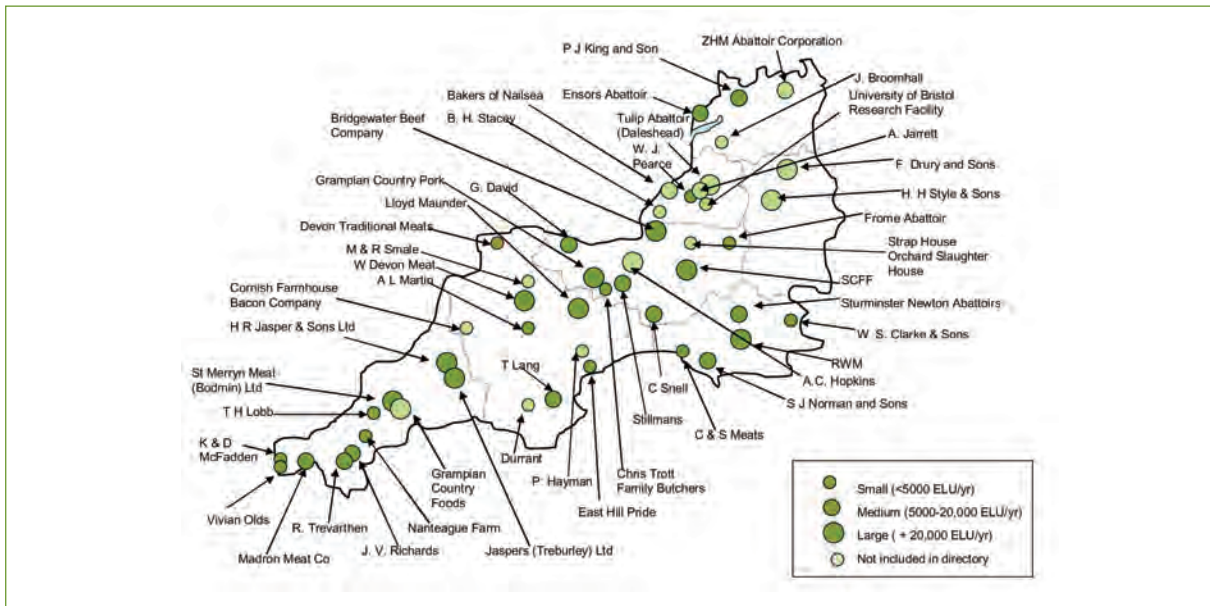 ZHM Abattoir Corporation
P J King and Son
J. Broomhall
Bakers of Nailsea
Ensors Abattoir
University of Bristol
Research Facility
B. H. Stacey
Tulip Abattoir
(Daleshead)
Bridgewater Beef
Company
W. J.
Pearce
A. Jarrett
F. Drury and Sons
Grampian Country Pork
G. David
H. H Style & Sons
Lloyd Maunder
Frome Abattoir
Devon Traditional Meats
Strap House
Orchard Slaughter
House
M & R Smale
W Devon Meat
SCFF
A L Martin
Cornish Farmhouse
Bacon Company
Sturminster Newton Abattoirs
H R Jasper & Sons Ltd
W. S. Clarke & Sons
RWM
St Merryn Meat
(Bodmin) Ltd
T Lang
A.C. Hopkins
C Snell
S J Norman and Sons
T H Lobb
Stillmans
C & S Meats
K & D
McFadden
Durrant
P. Hayman
Chris Trott
Family Butchers
Grampian
Country
Foods
East Hill Pride
Vivian Olds
R. Trevarthen
Nanteague Farm
Madron Meat Co
J. V. Richards
Jaspers (Treburley) Ltd
Small (<5000 ELU/yr)
Medium (5000-20,000 ELU/yr)
Large ( + 20,000 ELU/yr)
Not included in directory